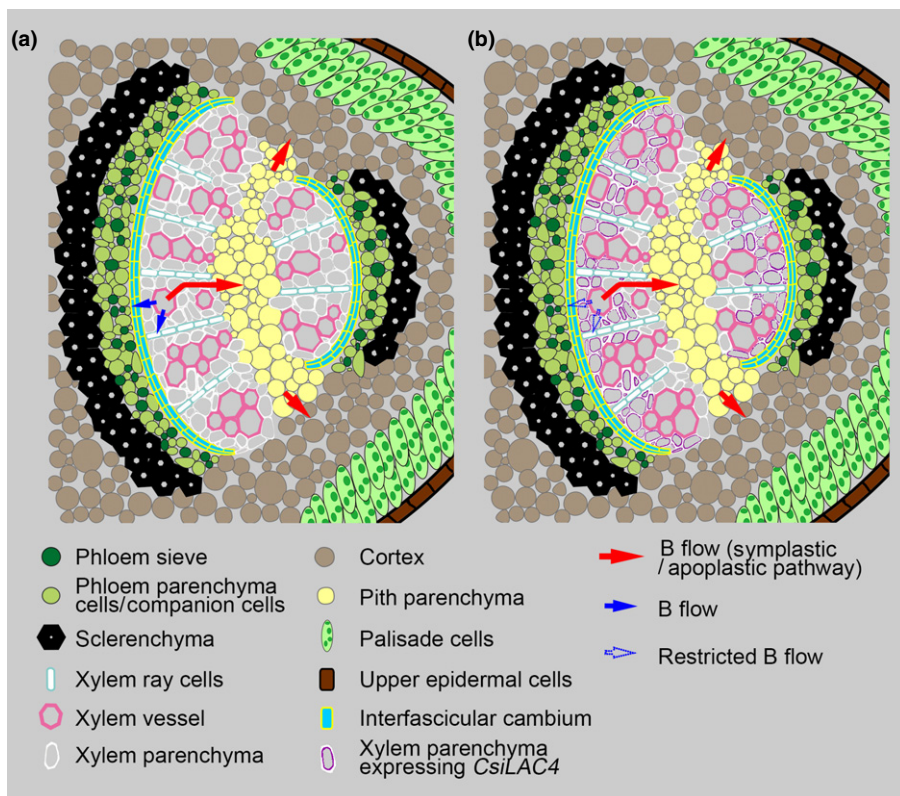 (a)
(b)
Phloem sieve
Phloem parenchyma
cells/companion cells
Sclerenchyma
Xylem ray cells
Xylem vessel
Xylem parenchyma
Cortex
Pith parenchyma
Palisade cells
Upper epidermal cells
Interfascicular cambium
Xylem parenchyma
expressing CsiLAC4
B flow (symplastic
/ apoplastic pathway)
B flow
Restricted B flow